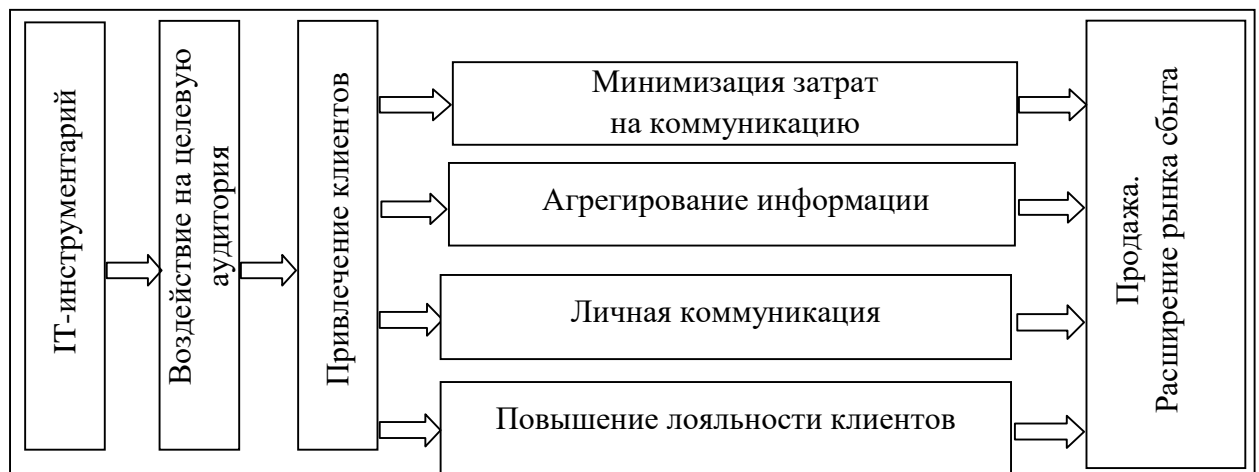 IT-инструментарий
Воздействие на целевую
аудитория
Привлечение клиентов
Минимизация затрат
на коммуникацию
Агрегирование информации
Личная коммуникация
Повышение лояльности клиентов
Продажа.
Расширение рынка сбыта